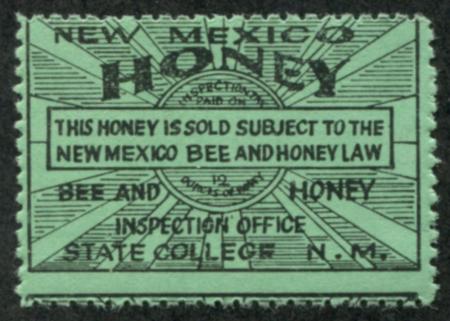 NEW MEXICO
HONEY
INSPECTION TAX
PAID ON
THIS HONEY IS SOLD SUBJECT TO THE
NEW MEXICO BEE AND HONEY LAW
12
OUNCES OF HONEY
BEE AND HONEY
INSPECTION OFFICE
STATE COLLEGE N. M.